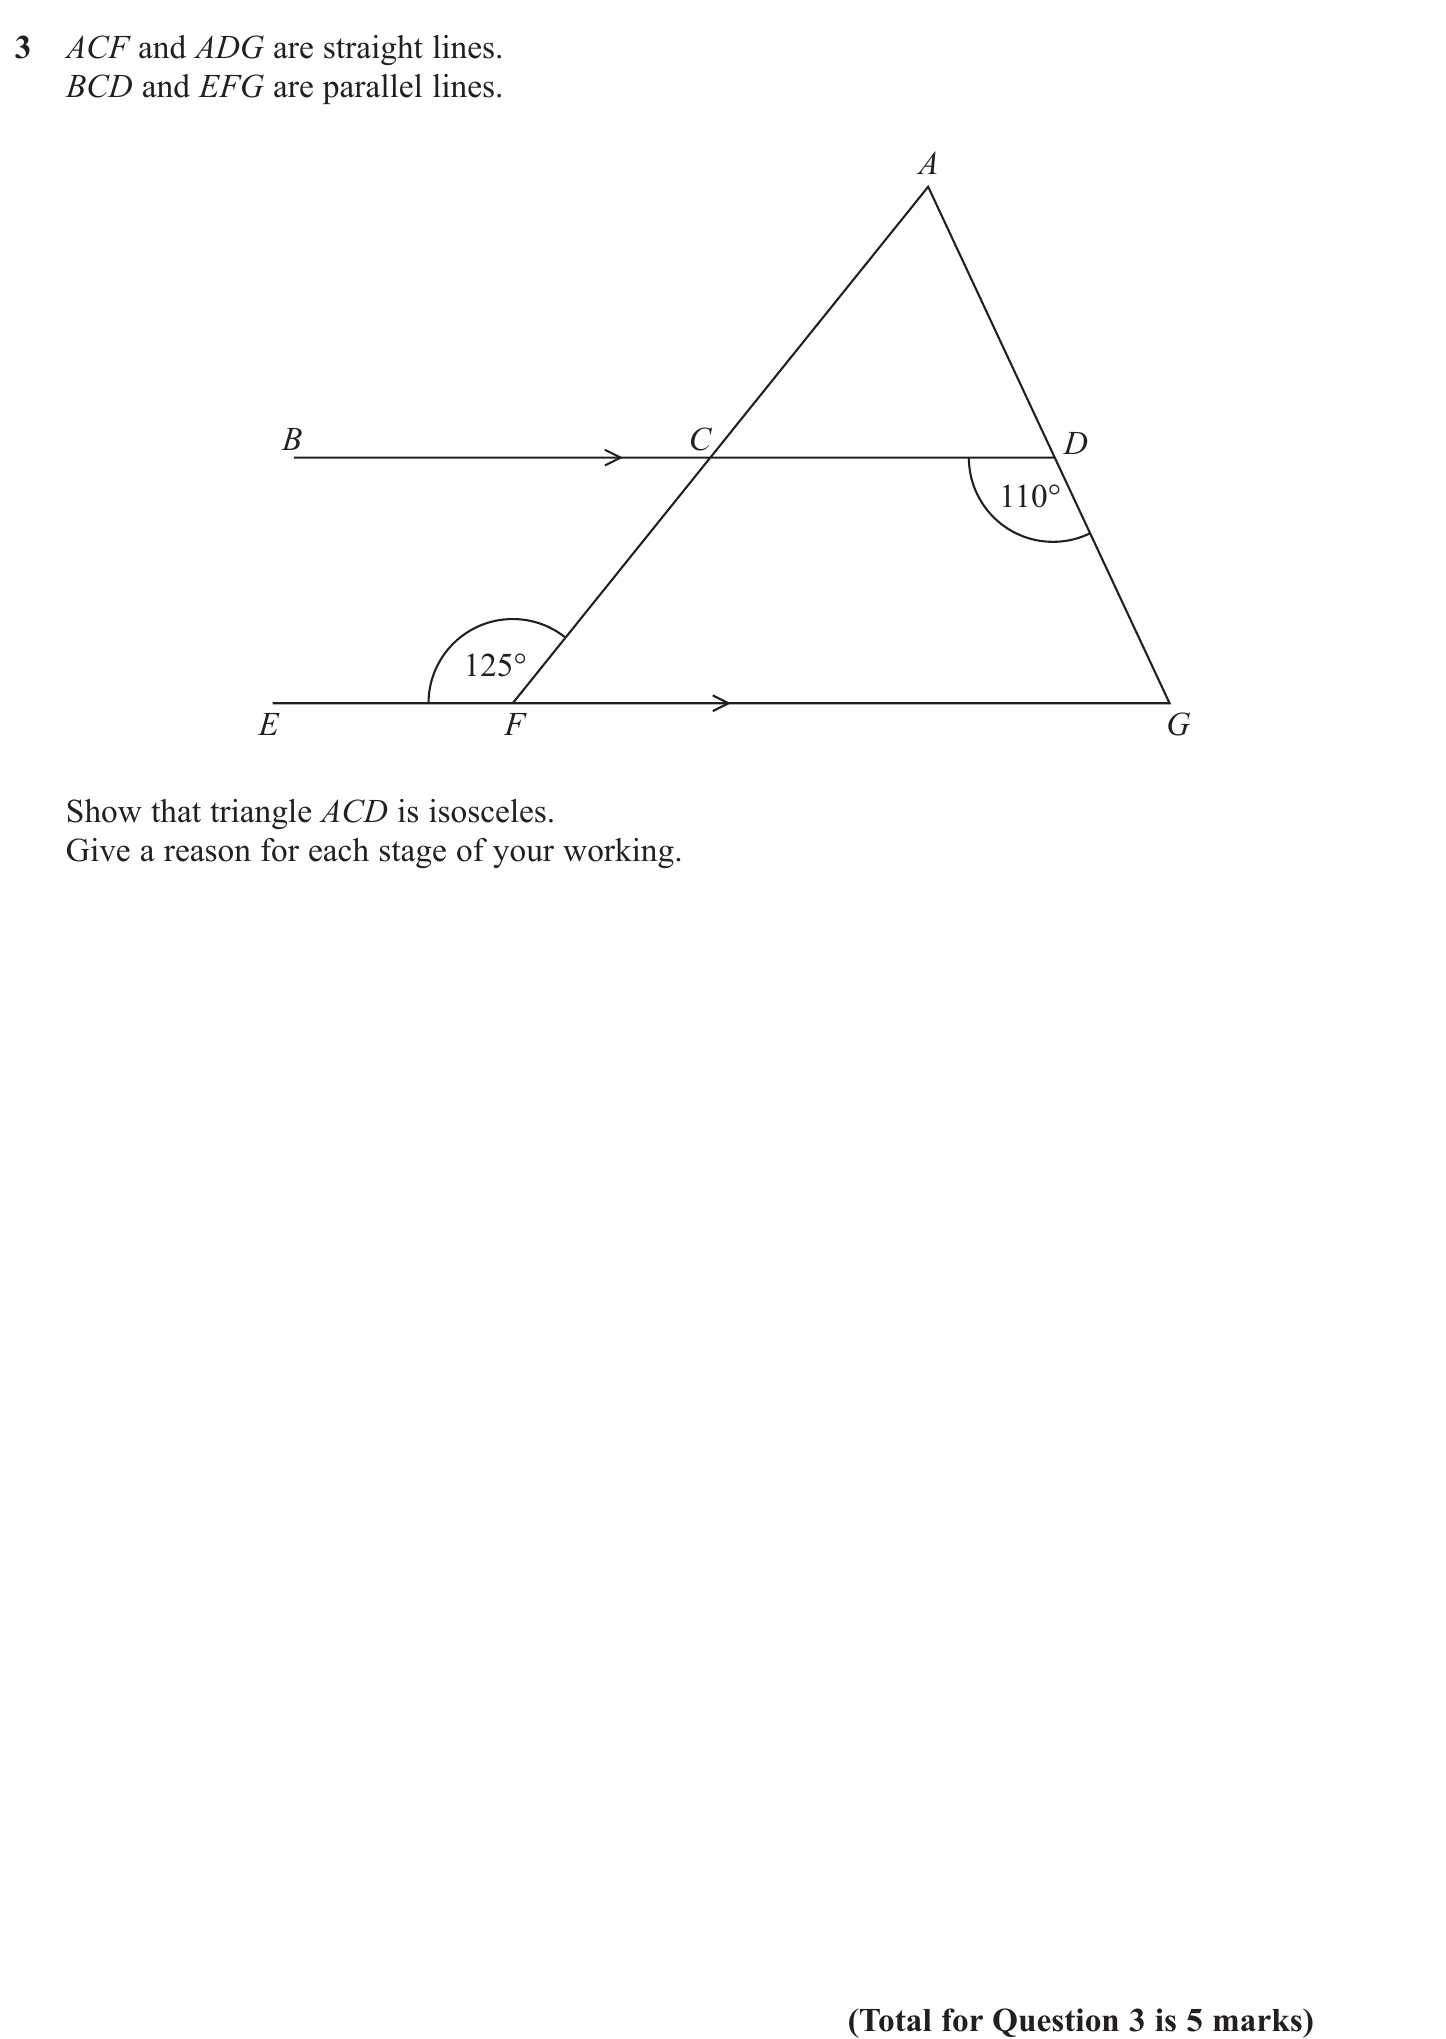 3 ACF and ADG are straight lines.
BCD and EFG are parallel lines.
A
B
C
D
110°
125°
E
F
G
Show that triangle ACD is isosceles.
Give a reason for each stage of your working.
(Total for Question 3 is 5 marks)